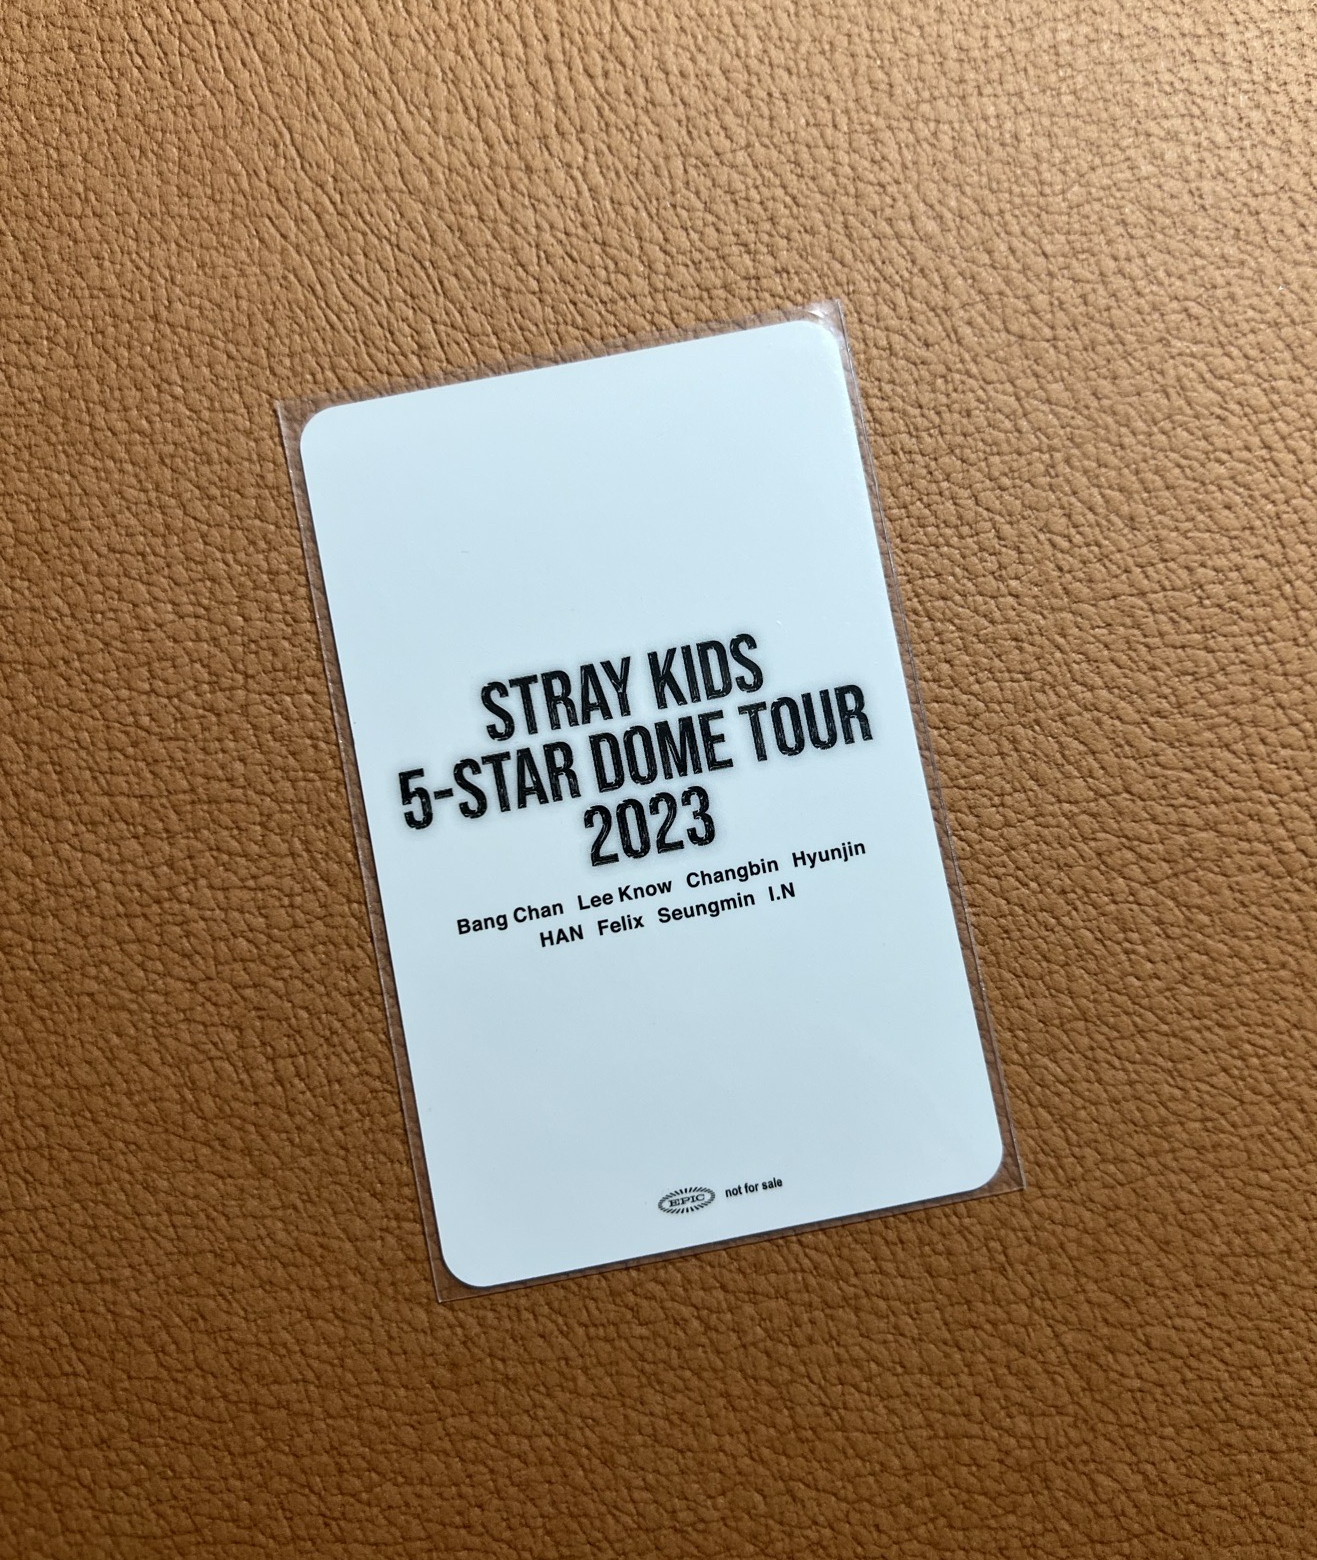 STRAY KIDS
5-STAR DOME TOUR
2023
Bang Chan Lee Know Changbin Hyunjin
HAN Felix Seungmin I.N
EPIC not for sale